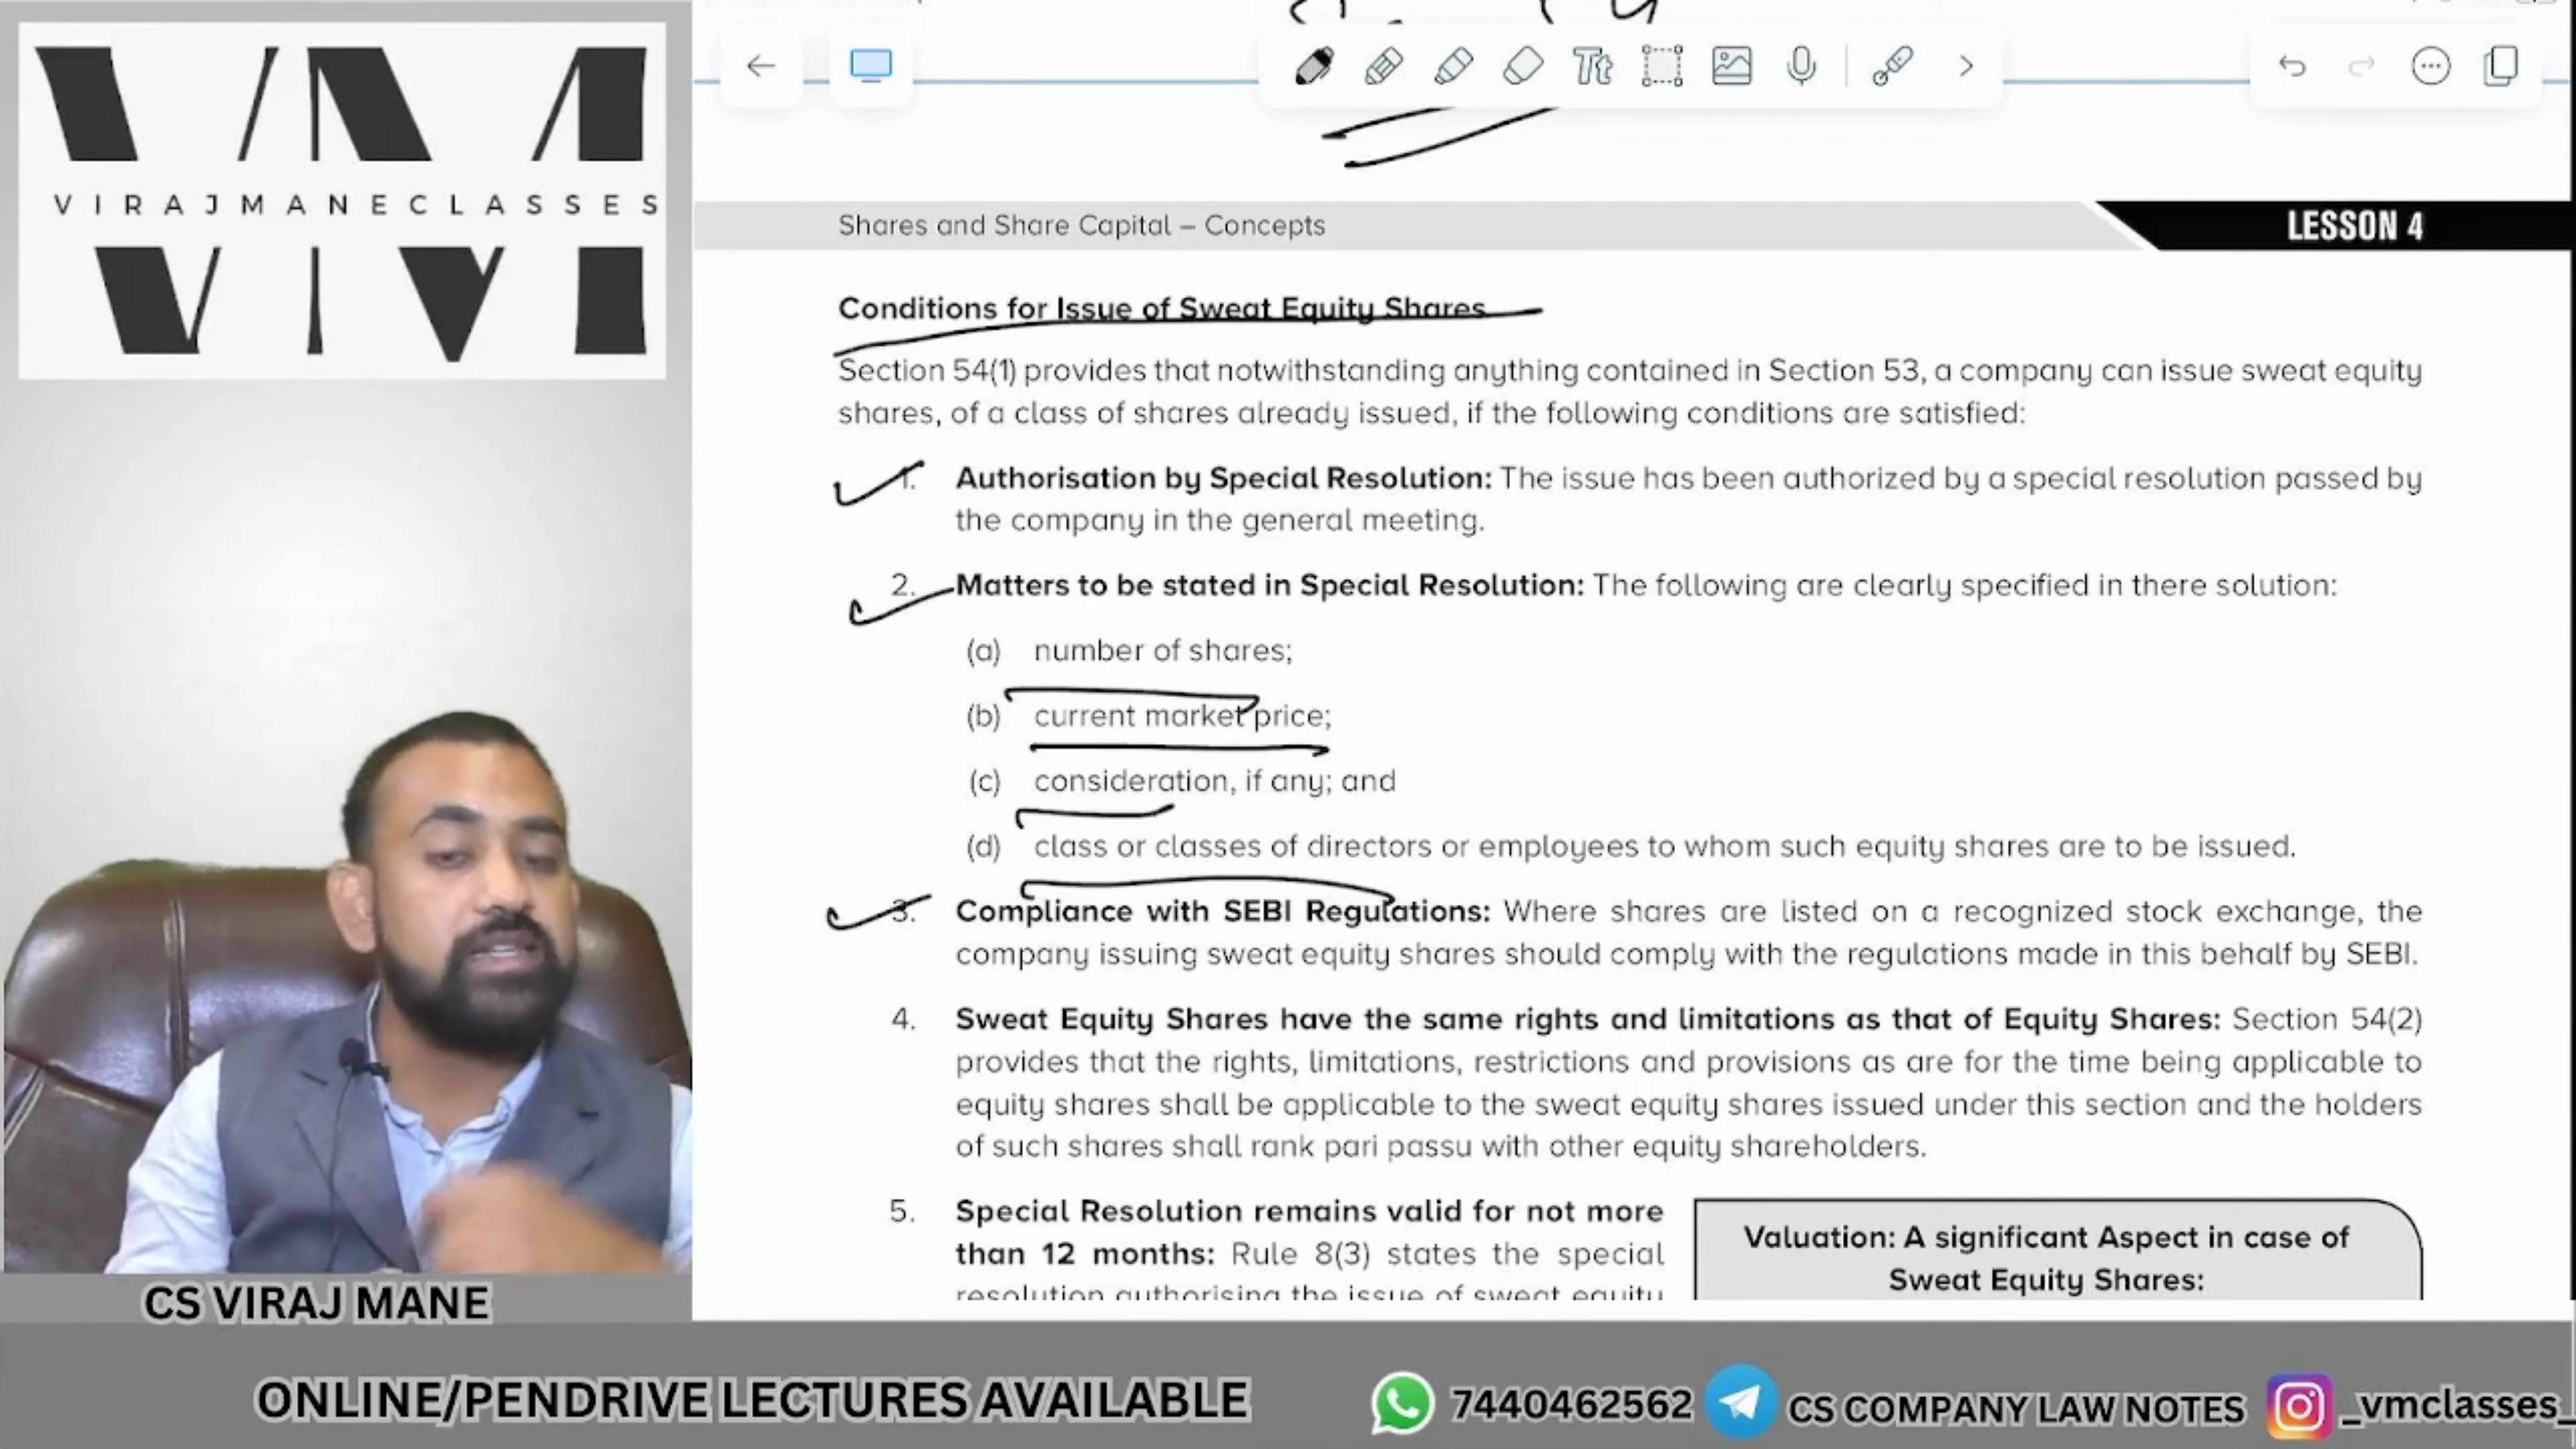 VIRAJMANECLASSES
Shares and Share Capital – Concepts
LESSON 4
Conditions for Issue of Sweat Equity Shares
Section 54(1) provides that notwithstanding anything contained in Section 53, a company can issue sweat equity
shares, of a class of shares already issued, if the following conditions are satisfied:
1. Authorisation by Special Resolution: The issue has been authorized by a special resolution passed by
the company in the general meeting.
2. Matters to be stated in Special Resolution: The following are clearly specified in there solution:
(a) number of shares;
(b) current market price;
(c) consideration, if any; and
(d) class or classes of directors or employees to whom such equity shares are to be issued.
3. Compliance with SEBI Regulations: Where shares are listed on a recognized stock exchange, the
company issuing sweat equity shares should comply with the regulations made in this behalf by SEBI.
4. Sweat Equity Shares have the same rights and limitations as that of Equity Shares: Section 54(2)
provides that the rights, limitations, restrictions and provisions as are for the time being applicable to
equity shares shall be applicable to the sweat equity shares issued under this section and the holders
of such shares shall rank pari passu with other equity shareholders.
5. Special Resolution remains valid for not more
than 12 months: Rule 8(3) states the special
resolution authorising the issue of sweat equity
Valuation: A significant Aspect in case of
Sweat Equity Shares:
CS VIRAJ MANE
ONLINE/PENDRIVE LECTURES AVAILABLE
7440462562
CS COMPANY LAW NOTES
_vmclasses_